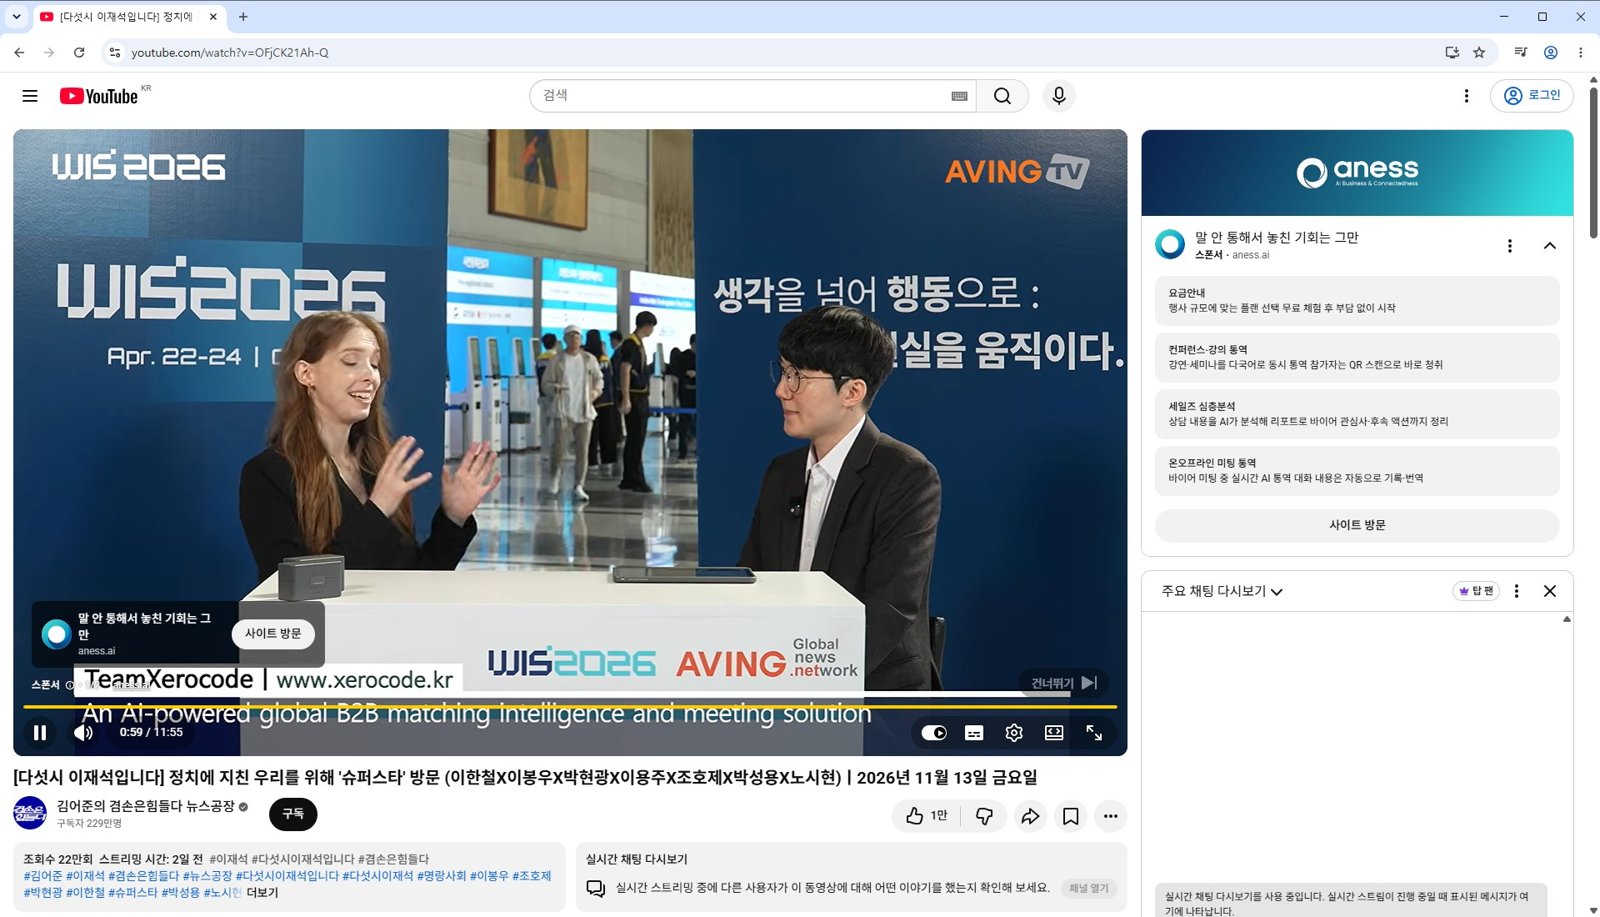 [다섯시 이재석입니다] 정치에
youtube.com/watch?v=OFjCK21Ah-Q
YouTube KR
검색
로그인
WIS 2026
AVING TV
WIS2026
Apr. 22-24 |
생각을 넘어 행동으로 :
실을 움직이다.
말 안 통해서 놓친 기회는 그만
aness.ai
사이트 방문
WIS2026 AVING Global news .network
TeamXerocode | www.xerocode.kr
스폰서
건너뛰기
An AI-powered global B2B matching intelligence and meeting solution
0:59 / 11:55
aness
AI Business & Connectedness
말 안 통해서 놓친 기회는 그만
스폰서 · aness.ai
요금안내
행사 규모에 맞는 플랜 선택 무료 체험 후 부담 없이 시작
컨퍼런스·강의 통역
강연·세미나를 다국어로 동시 통역 참가자는 QR 스캔으로 바로 청취
세일즈 심층분석
상담 내용을 AI가 분석해 리포트로 바이어 관심사·후속 액션까지 정리
온오프라인 미팅 통역
바이어 미팅 중 실시간 AI 통역 대화 내용은 자동으로 기록·번역
사이트 방문
주요 채팅 다시보기
탑 팬
실시간 채팅 다시보기를 사용 중입니다. 실시간 스트림이 진행 중일 때 표시된 메시지가 여
기에 나타납니다.
[다섯시 이재석입니다] 정치에 지친 우리를 위해 '슈퍼스타' 방문 (이한철X이봉우X박현광X이용주X조호제X박성용X노시현) | 2026년 11월 13일 금요일
김어준의 겸손은힘들다 뉴스공장
구독자 229만명
구독
1만
조회수 22만회 스트리밍 시간: 2일 전 #이재석 #다섯시이재석입니다 #겸손은힘들다
#김어준 #이재석 #겸손은힘들다 #뉴스공장 #다섯시이재석입니다 #다섯시이재석 #명랑사회 #이봉우 #조호제
#박현광 #이한철 #슈퍼스타 #박성용 #노시현 더보기
실시간 채팅 다시보기
실시간 스트리밍 중에 다른 사용자가 이 동영상에 대해 어떤 이야기를 했는지 확인해 보세요.
패널 열기